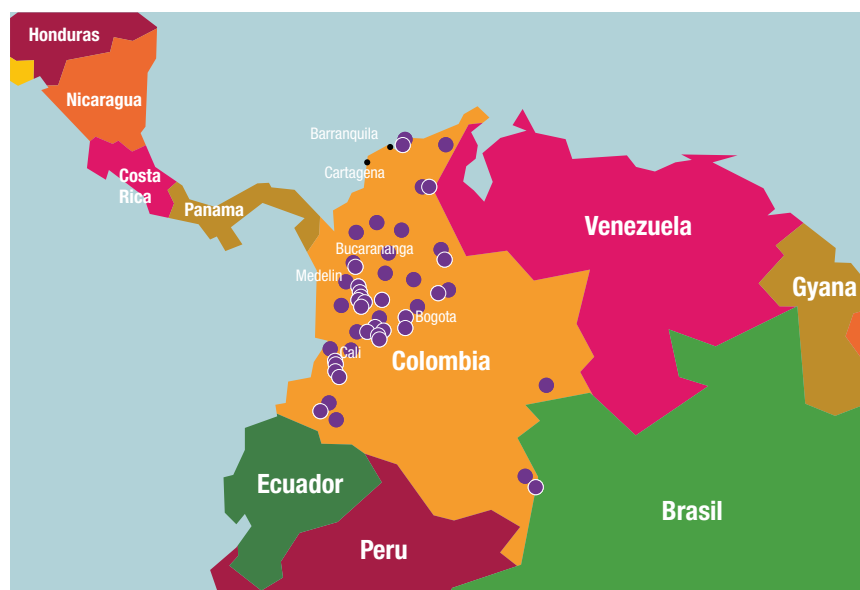 Honduras
Nicaragua
Barranquila
Costa
Rica
Cartagena
Panama
Venezuela
Bucarananga
Medelin
Gyana
Bogota
Cali
Colombia
Ecuador
Brasil
Peru